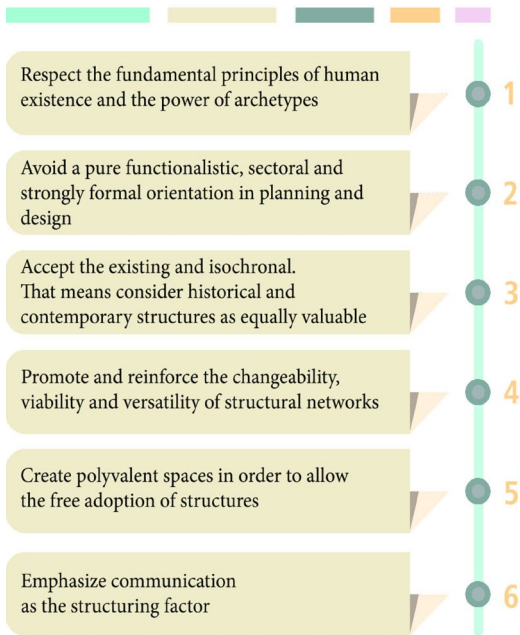 Respect the fundamental principles of human
existence and the power of archetypes
1
Avoid a pure functionalistic, sectoral and
strongly formal orientation in planning and
design
2
Accept the existing and isochronal.
That means consider historical and
contemporary structures as equally valuable
3
Promote and reinforce the changeability,
viability and versatility of structural networks
4
Create polyvalent spaces in order to allow
the free adoption of structures
5
Emphasize communication
as the structuring factor
6